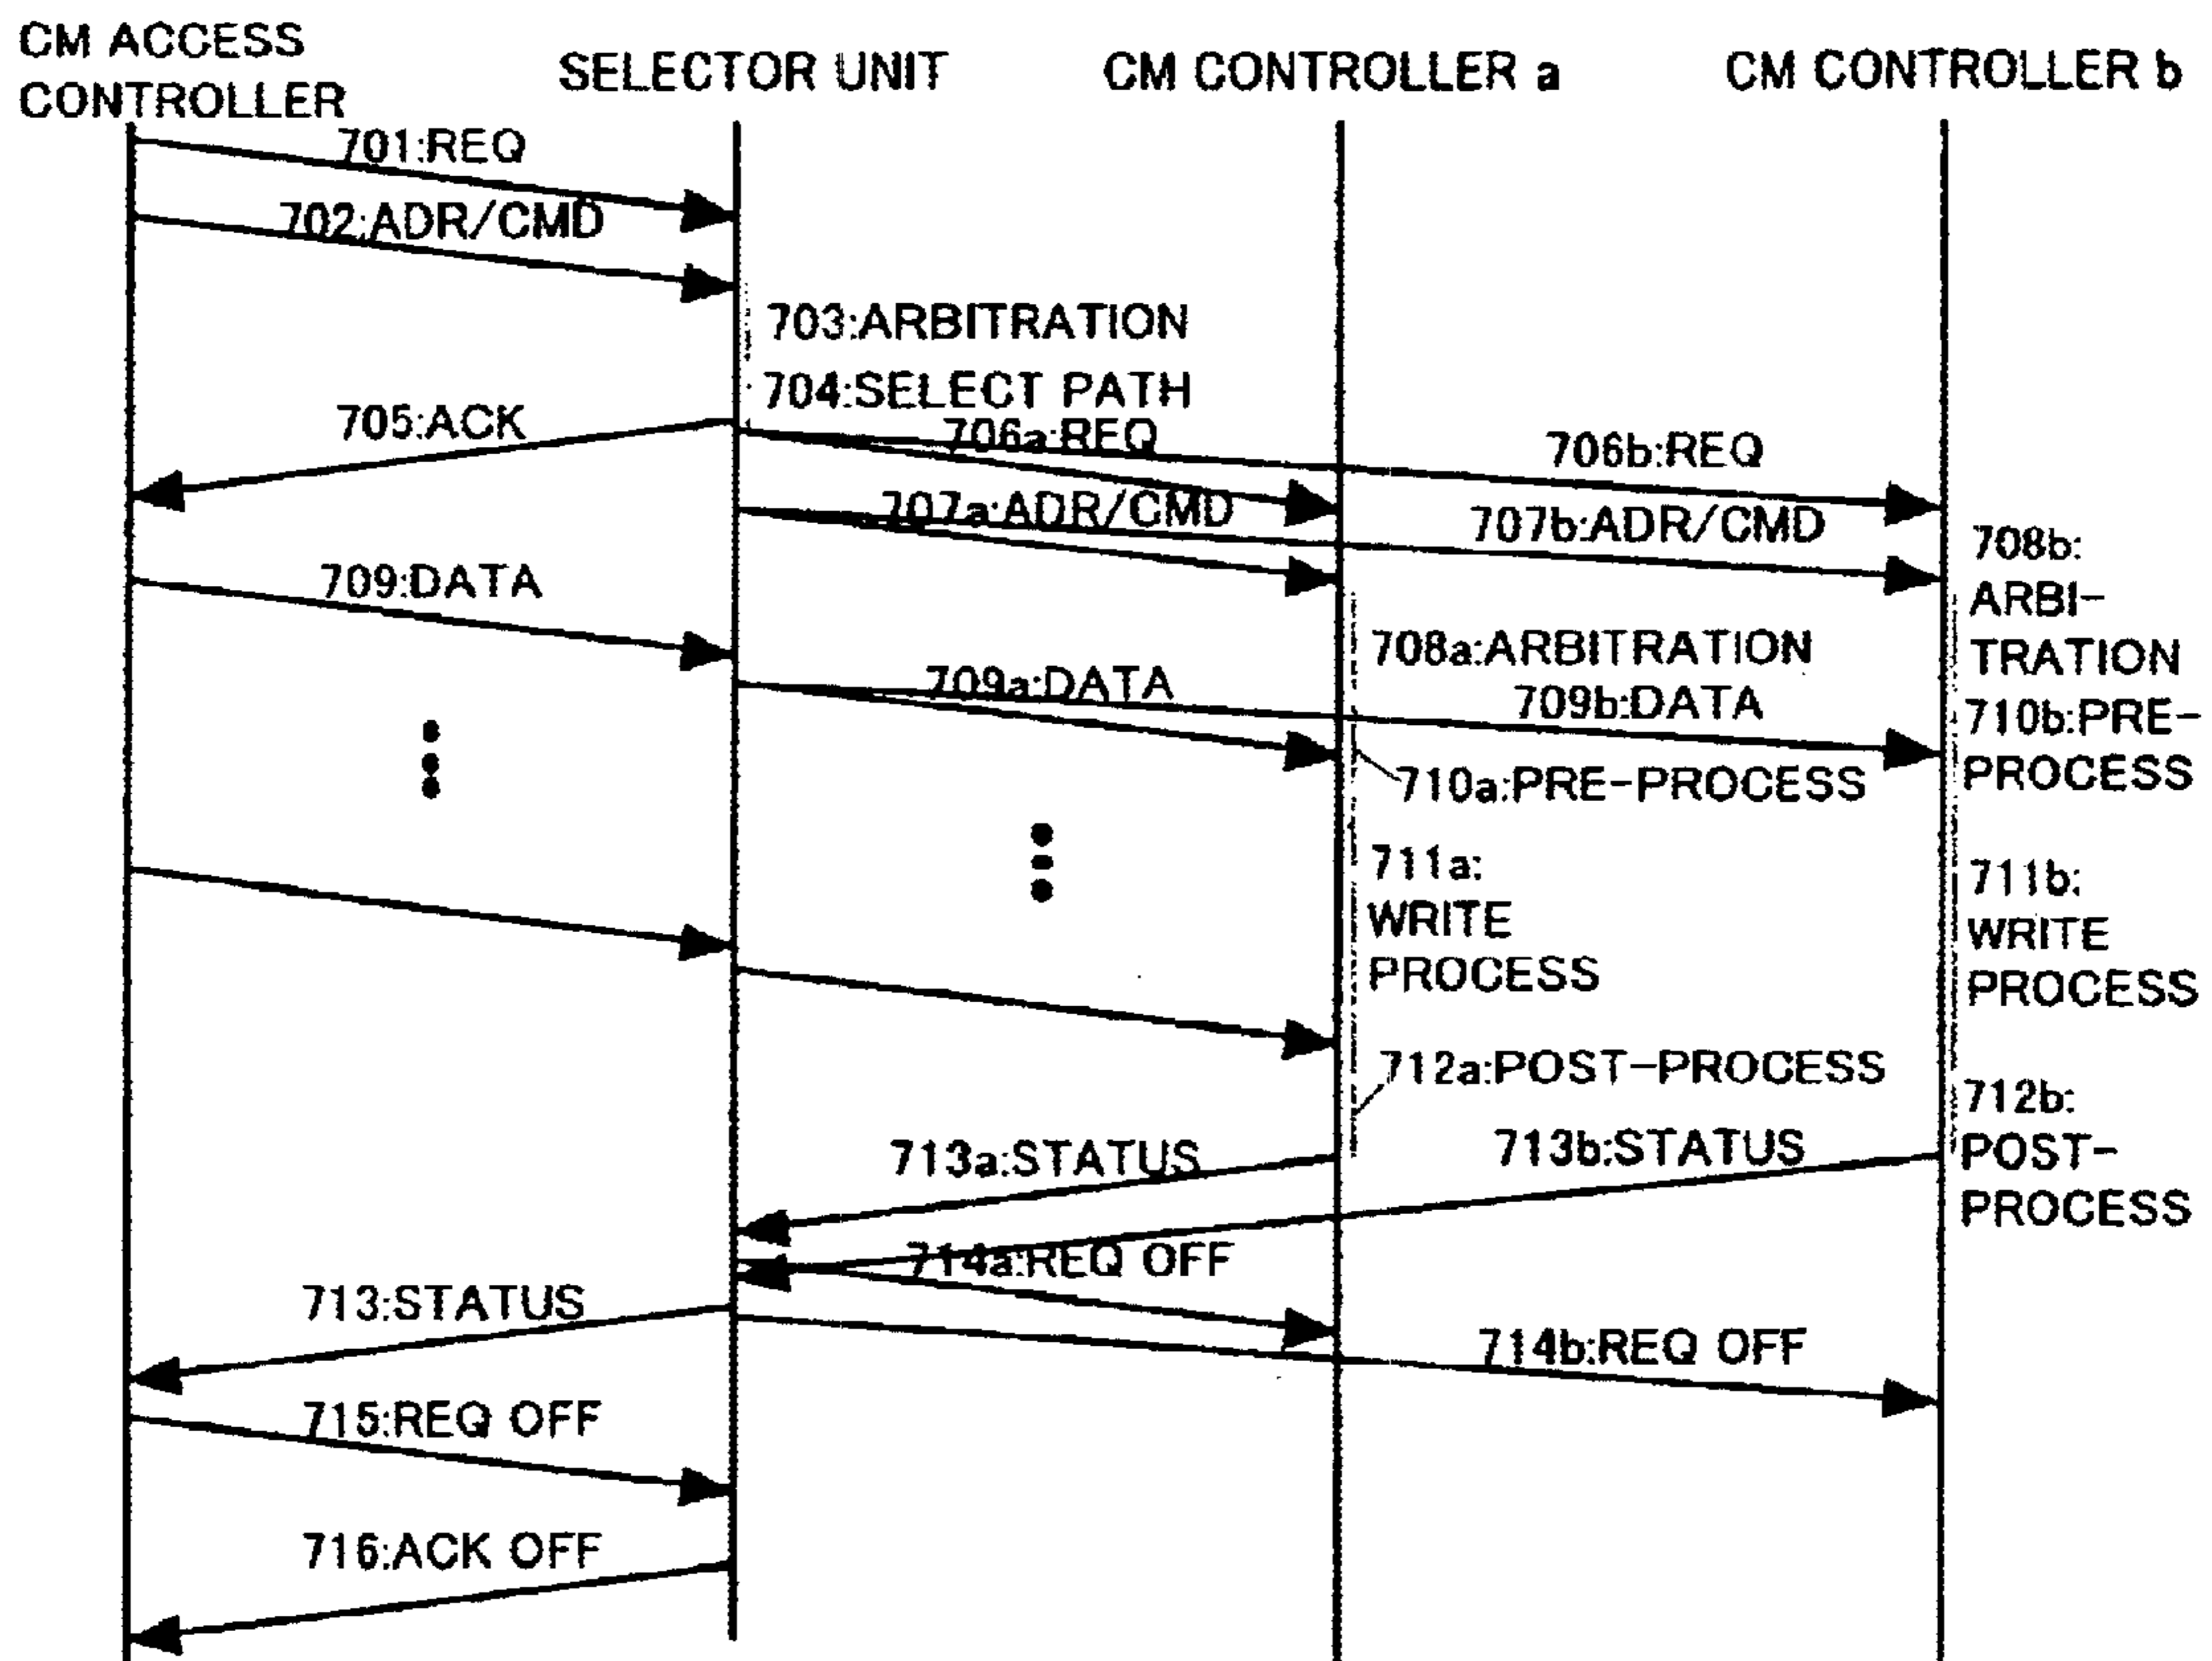 CM ACCESS
CONTROLLER
SELECTOR UNIT
CM CONTROLLER a
CM CONTROLLER b
701:REQ
702:ADR/CMD
703:ARBITRATION
704:SELECT PATH
705:ACK
706a:REQ
706b:REQ
707a:ADR/CMD
707b:ADR/CMD
708b:
ARBI-
TRATION
709:DATA
708a:ARBITRATION
709a:DATA
709b:DATA
710b:PRE-
PROCESS
710a:PRE-PROCESS
711a:
WRITE
PROCESS
711b:
WRITE
PROCESS
712a:POST-PROCESS
712b:
POST-
PROCESS
713a:STATUS
713b:STATUS
714a:REQ OFF
713:STATUS
714b:REQ OFF
715:REQ OFF
716:ACK OFF